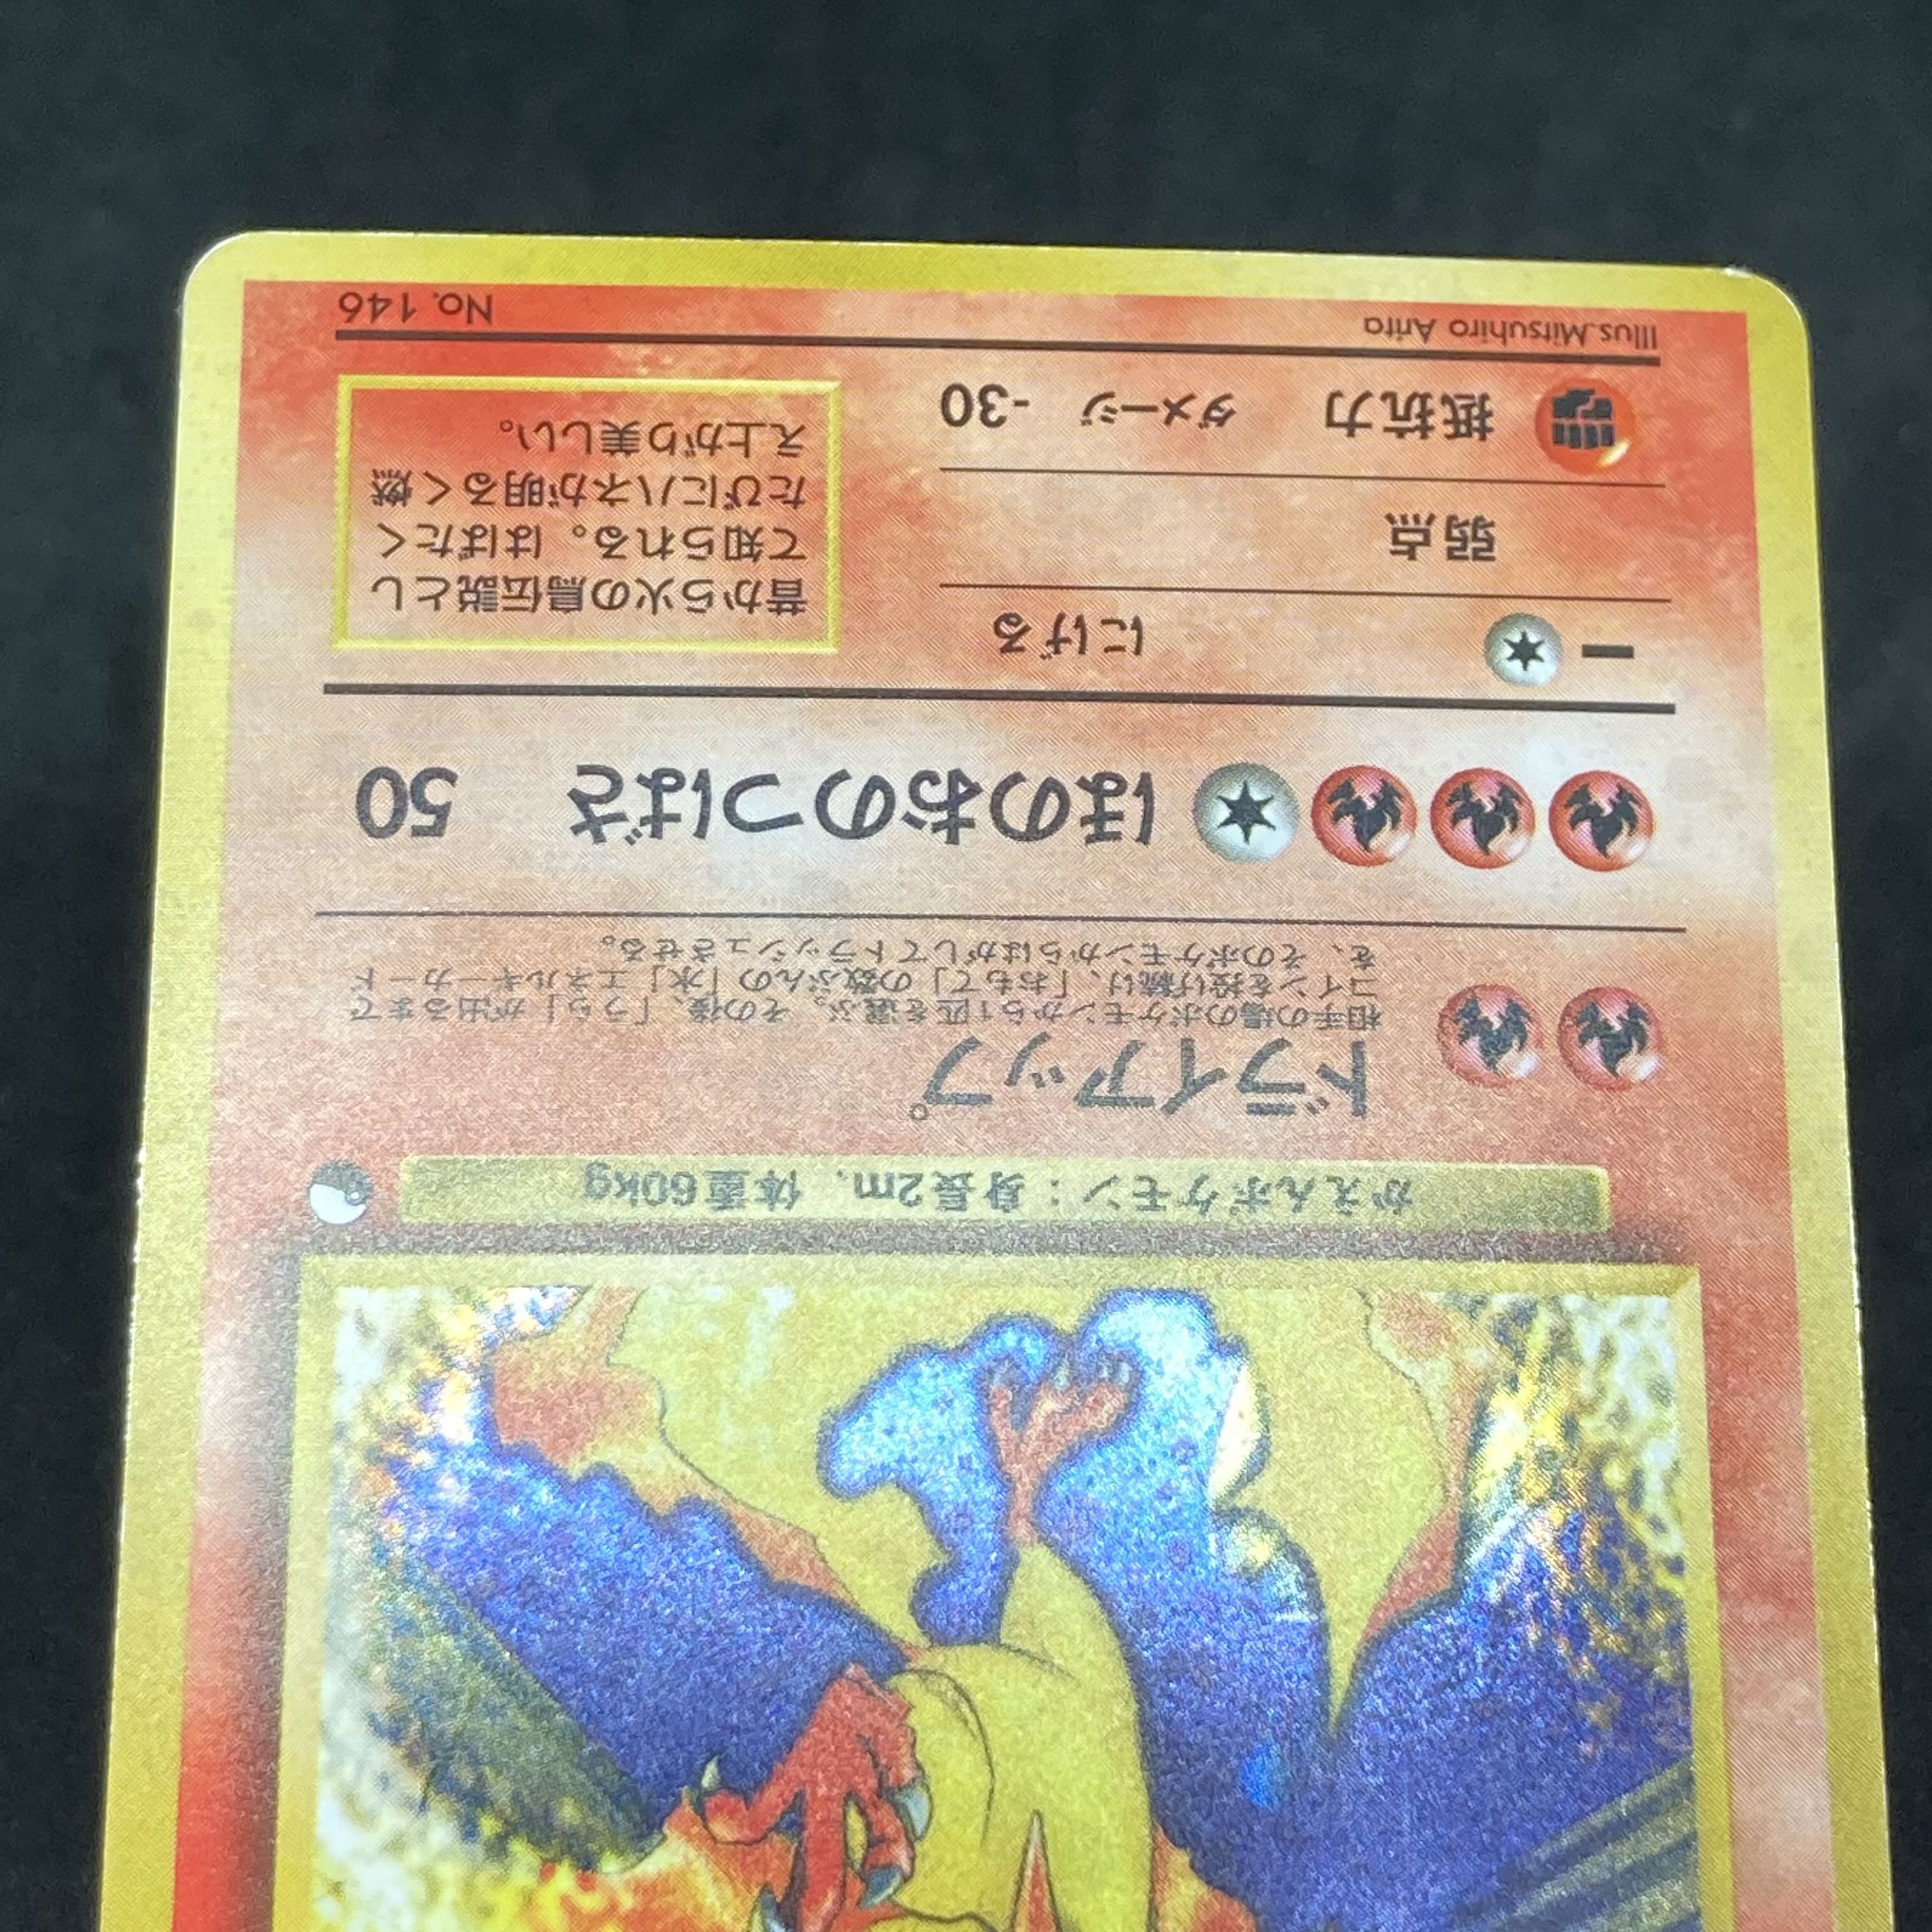 かえんポケモン：身長2m、体重60kg
ドライアップ
相手の場のポケモンから1匹を選ぶ。その後、「うら」が出るまで
コインを投げ続け、「おもて」の数ぶんの「水」エネルギーカード
を、そのポケモンからはがしてトラッシュさせる。
ほのおのつばさ 50
にげる
弱点
抵抗力 ダメージ -30
昔から火の鳥伝説とし
て知られる。はばたく
たびにハネが明るく燃
え上がり美しい。
Illus.Mitsuhiro Arita No. 146